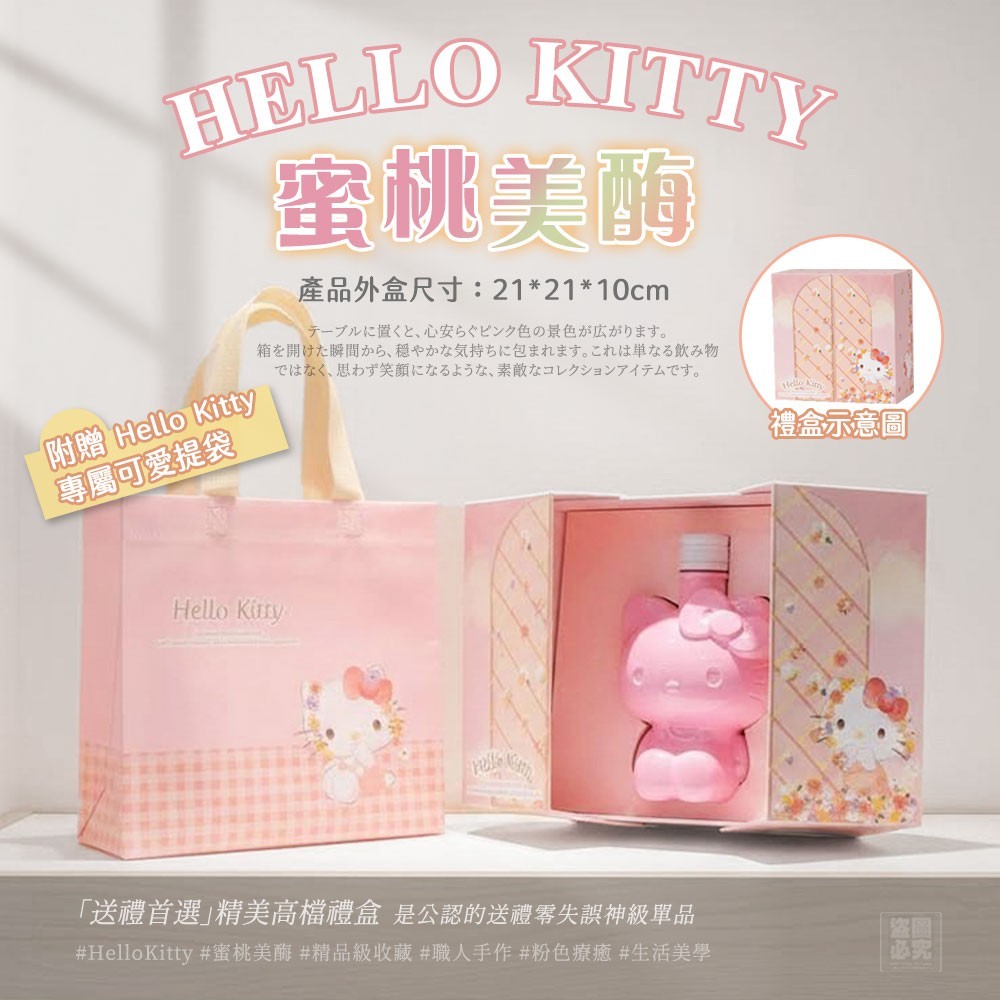 HELLO KITTY
蜜桃美酶
產品外盒尺寸：21*21*10cm
テーブルに置くと、心安らぐピンク色の景色が広がります。
箱を開けた瞬間から、穏やかな気持ちに包まれます。これは単なる飲み物
ではなく、思わず笑顔になるような、素敵なコレクションアイテムです。
Hello Kitty
禮盒示意圖
附贈 Hello Kitty
專屬可愛提袋
Hello Kitty
Hello Kitty
「送禮首選」精美高檔禮盒 是公認的送禮零失誤神級單品
#HelloKitty #蜜桃美酶 #精品級收藏 #職人手作 #粉色療癒 #生活美學
盜圖
必究